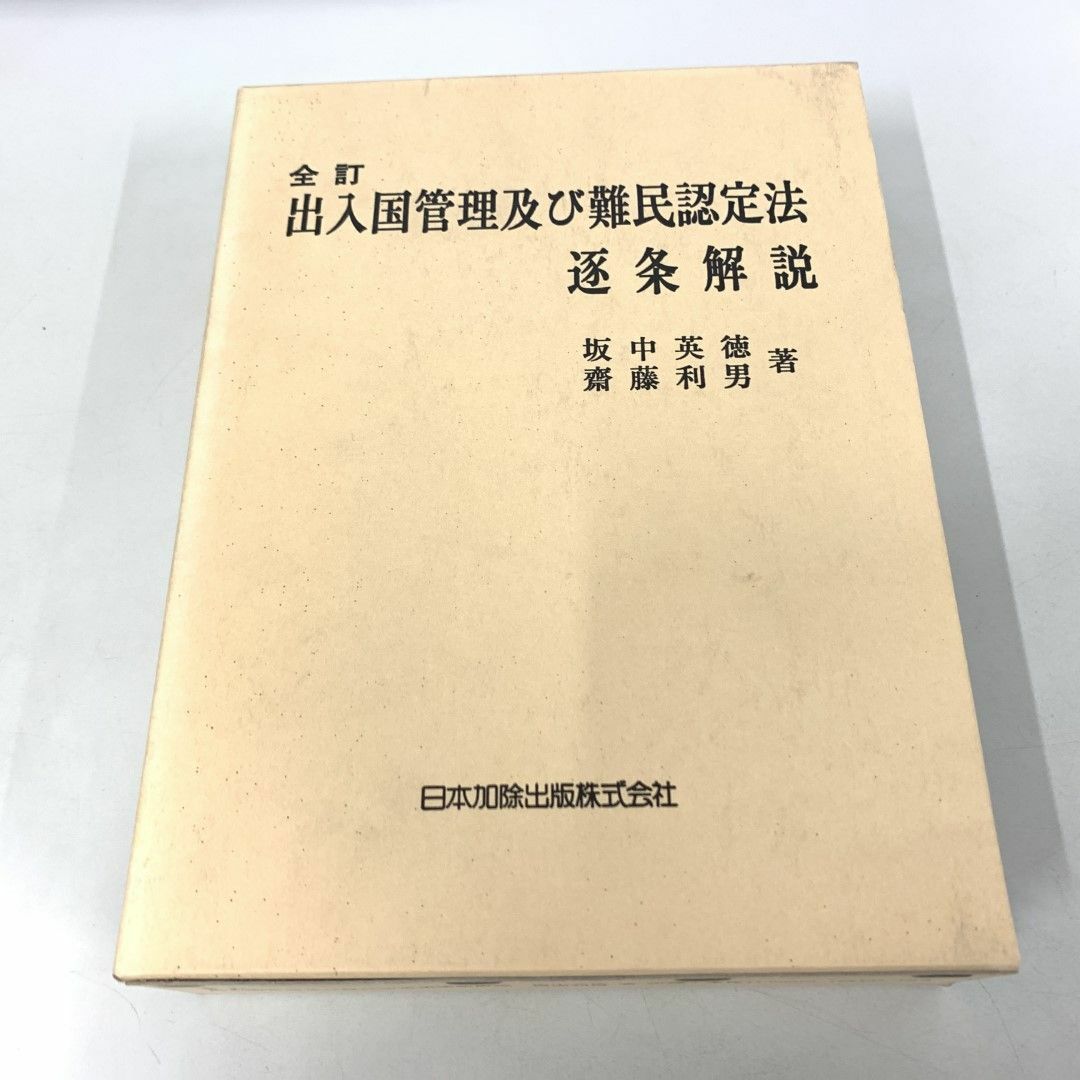 全訂
出入国管理及び難民認定法
逐条解説
坂中英徳
齋藤利男 著
日本加除出版株式会社